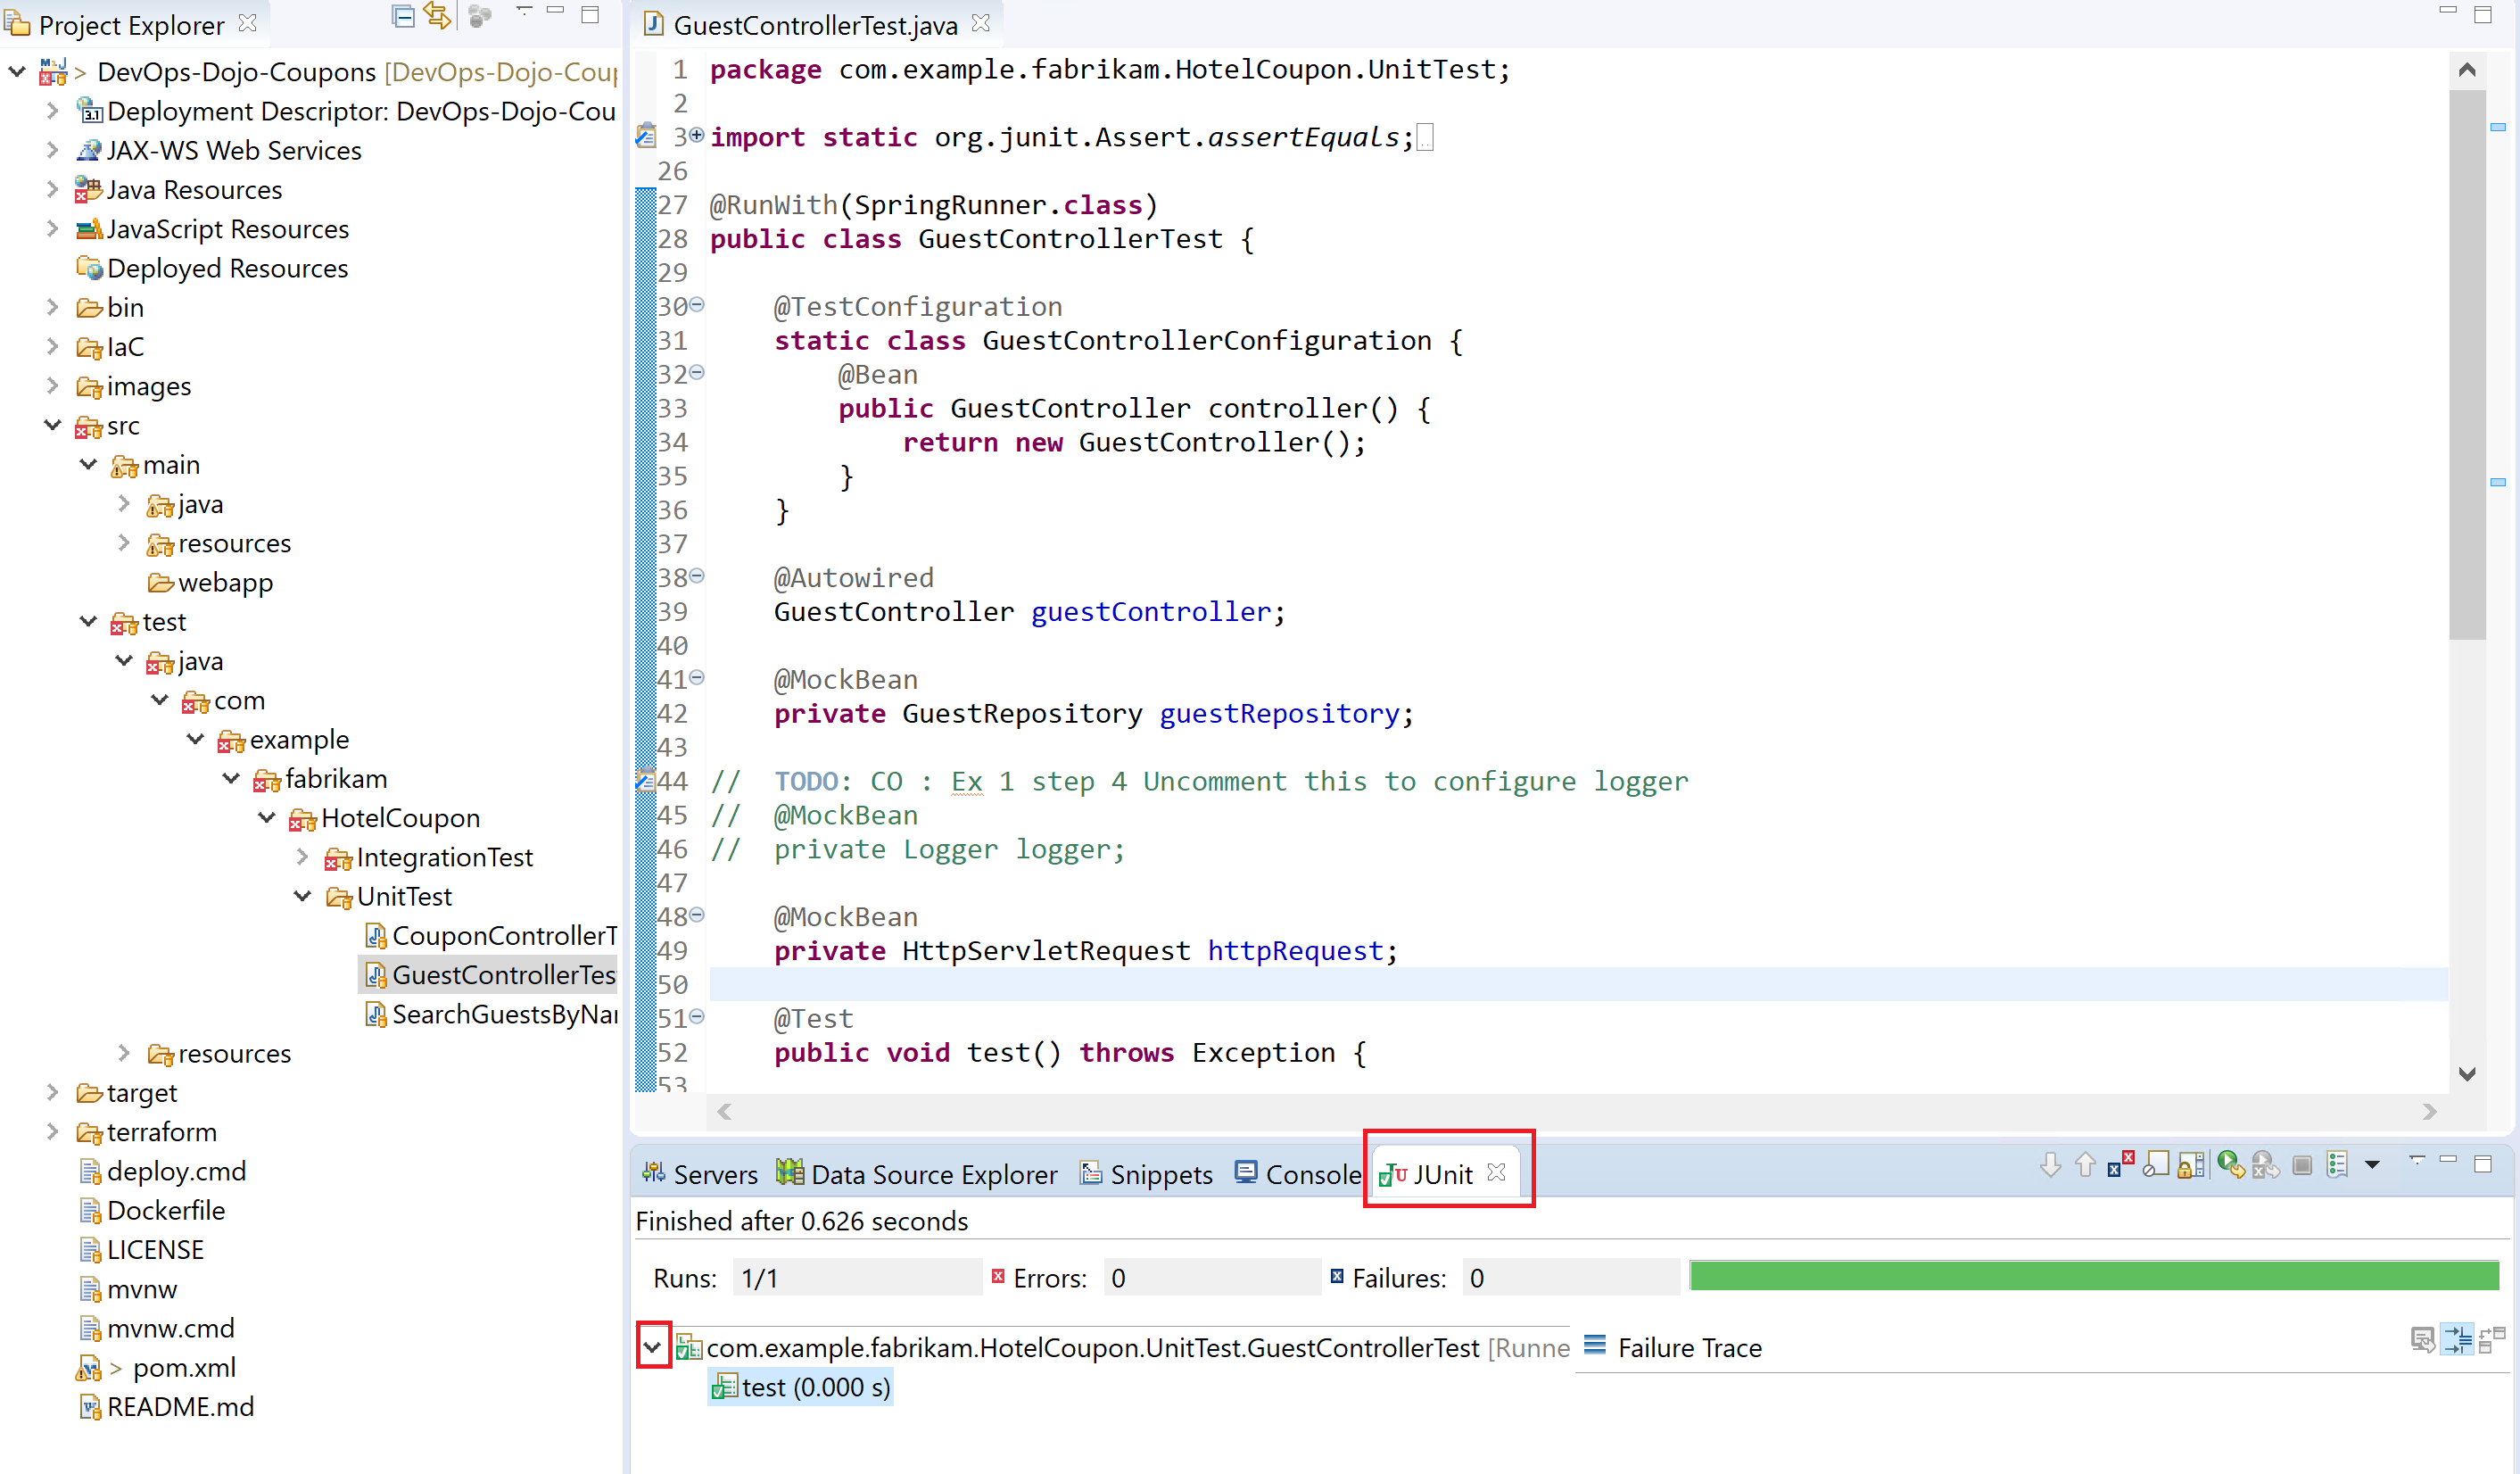 Project Explorer
> DevOps-Dojo-Coupons [DevOps-Dojo-Coup
Deployment Descriptor: DevOps-Dojo-Cou
JAX-WS Web Services
Java Resources
JavaScript Resources
Deployed Resources
bin
IaC
images
src
main
java
resources
webapp
test
java
com
example
fabrikam
HotelCoupon
IntegrationTest
UnitTest
CouponControllerT
GuestControllerTes
SearchGuestsByNa
resources
target
terraform
deploy.cmd
Dockerfile
LICENSE
mvnw
mvnw.cmd
> pom.xml
README.md
GuestControllerTest.java
1 package com.example.fabrikam.HotelCoupon.UnitTest;
2
3 import static org.junit.Assert.assertEquals;
26
27 @RunWith(SpringRunner.class)
28 public class GuestControllerTest {
29
30 @TestConfiguration
31 static class GuestControllerConfiguration {
32 @Bean
33 public GuestController controller() {
34 return new GuestController();
35 }
36 }
37
38 @Autowired
39 GuestController guestController;
40
41 @MockBean
42 private GuestRepository guestRepository;
43
44 // TODO: CO : Ex 1 step 4 Uncomment this to configure logger
45 // @MockBean
46 // private Logger logger;
47
48 @MockBean
49 private HttpServletRequest httpRequest;
50
51 @Test
52 public void test() throws Exception {
53
Servers Data Source Explorer Snippets Console JUnit
Finished after 0.626 seconds
Runs: 1/1 Errors: 0 Failures: 0
com.example.fabrikam.HotelCoupon.UnitTest.GuestControllerTest [Runne
Failure Trace
test (0.000 s)